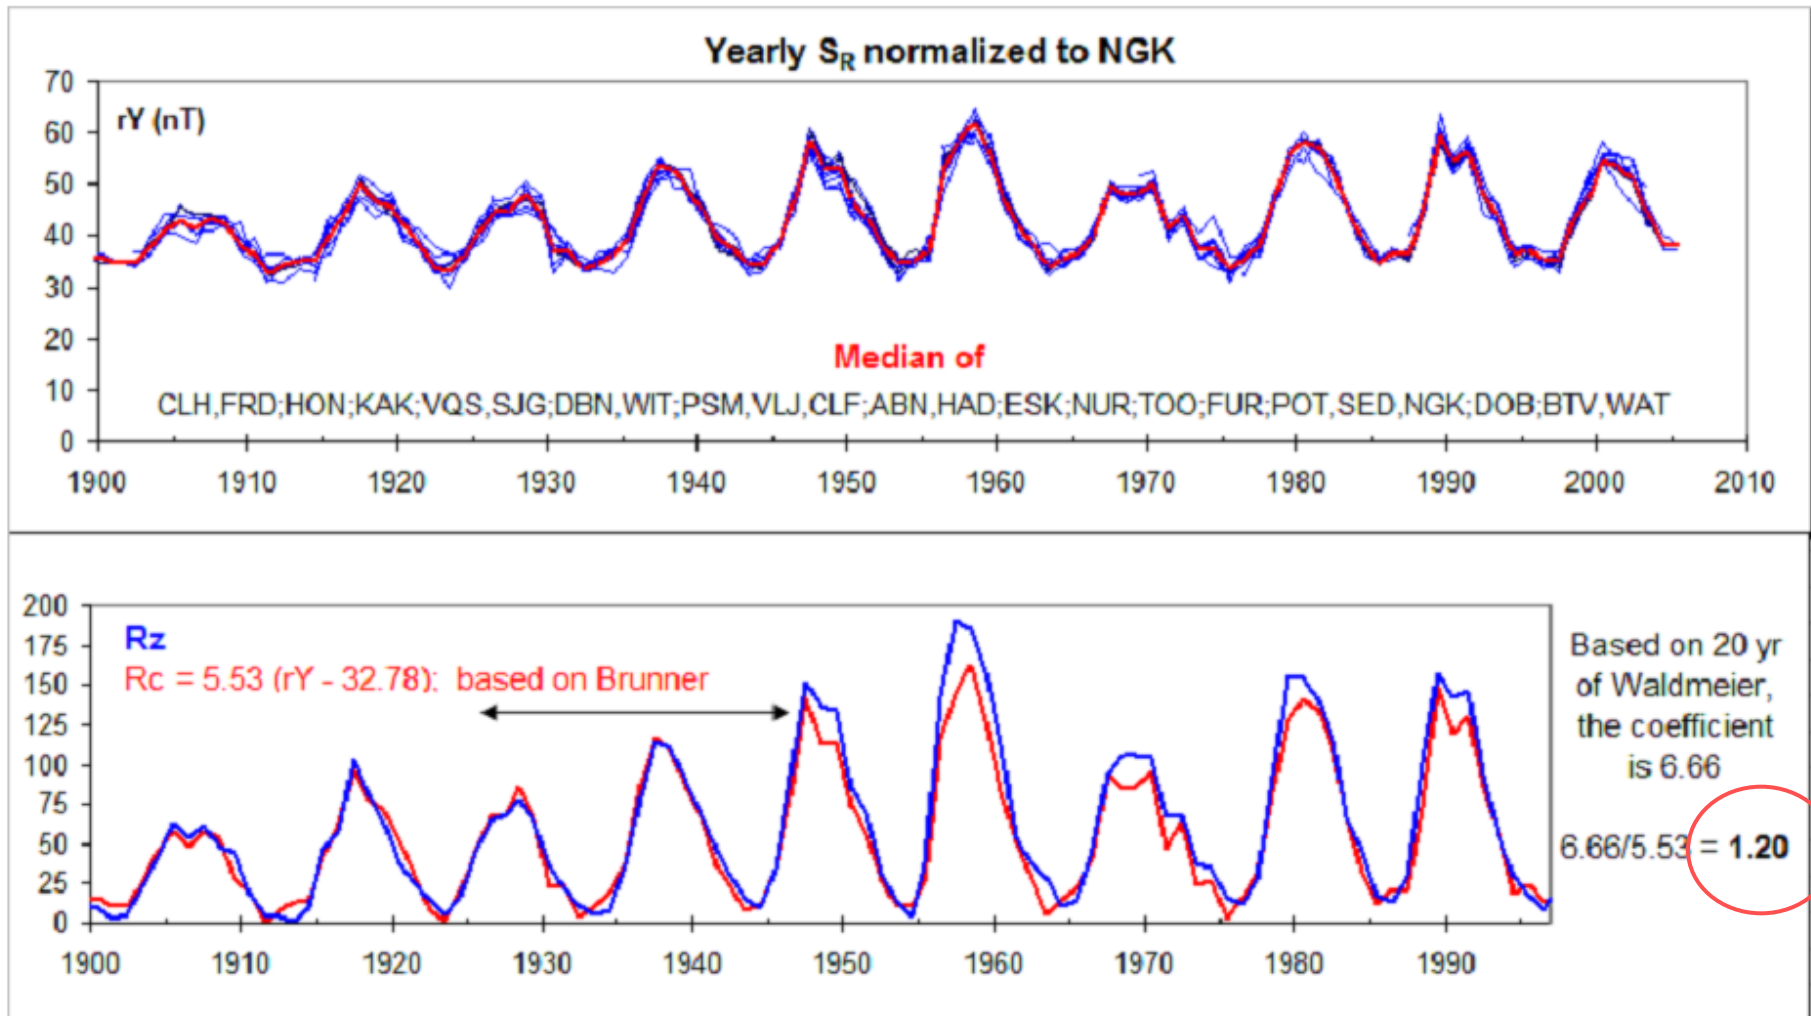 Yearly SR normalized to NGK
70
60
50
40
30
20
10
0
rY (nT)
Median of
CLH,FRD;HON;KAK;VQS,SJG;DBN,WIT;PSM,VLJ,CLF;ABN,HAD;ESK;NUR;TOO;FUR;POT,SED,NGK;DOB;BTV,WAT
1900 1910 1920 1930 1940 1950 1960 1970 1980 1990 2000 2010
200
175
150
125
100
75
50
25
0
Rz
Rc = 5.53 (rY - 32.78); based on Brunner
1900 1910 1920 1930 1940 1950 1960 1970 1980 1990
Based on 20 yr
of Waldmeier,
the coefficient
is 6.66
6.66/5.53 = 1.20